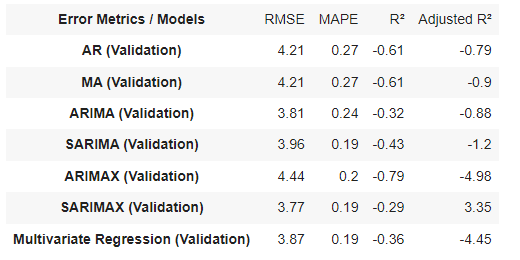 Error Metrics / Models RMSE MAPE R² Adjusted R²
AR (Validation) 4.21 0.27 -0.61 -0.79
MA (Validation) 4.21 0.27 -0.61 -0.9
ARIMA (Validation) 3.81 0.24 -0.32 -0.88
SARIMA (Validation) 3.96 0.19 -0.43 -1.2
ARIMAX (Validation) 4.44 0.2 -0.79 -4.98
SARIMAX (Validation) 3.77 0.19 -0.29 3.35
Multivariate Regression (Validation) 3.87 0.19 -0.36 -4.45